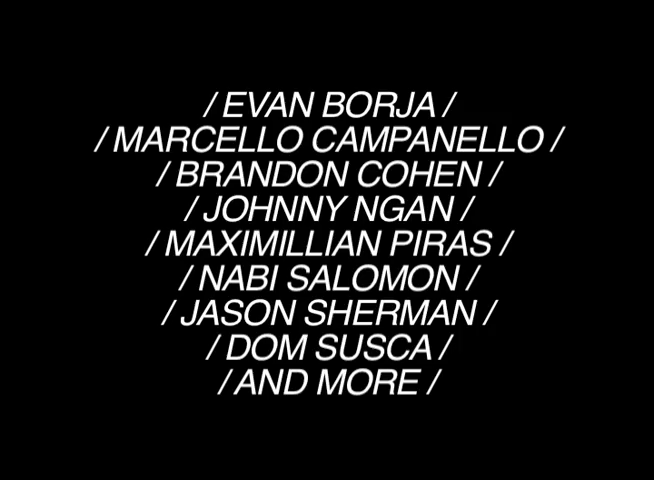 / EVAN BORJA /
/ MARCELLO CAMPANELLO /
/ BRANDON COHEN /
/ JOHNNY NGAN /
/ MAXIMILLIAN PIRAS /
/ NABI SALOMON /
/ JASON SHERMAN /
/ DOM SUSCA /
/ AND MORE /